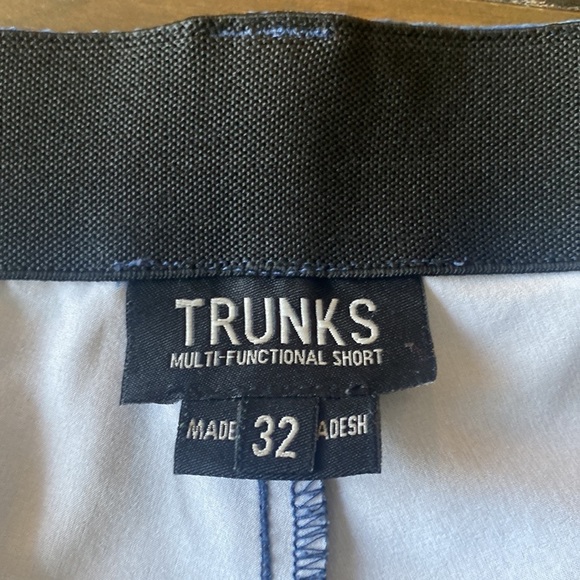 TRUNKS
MULTI-FUNCTIONAL SHORT
MADE 32 ADESH